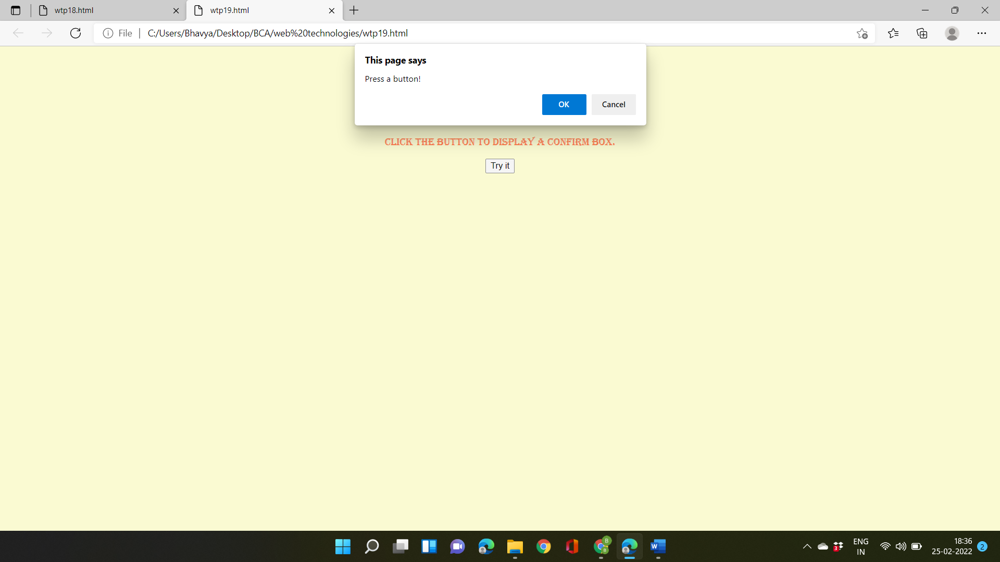 wtp18.html
wtp19.html
File
C:/Users/Bhavya/Desktop/BCA/web%20technologies/wtp19.html
This page says
Press a button!
OK
Cancel
CLICK THE BUTTON TO DISPLAY A CONFIRM BOX.
Try it
B
B
W
3
ENG
IN
18:36
25-02-2022
2